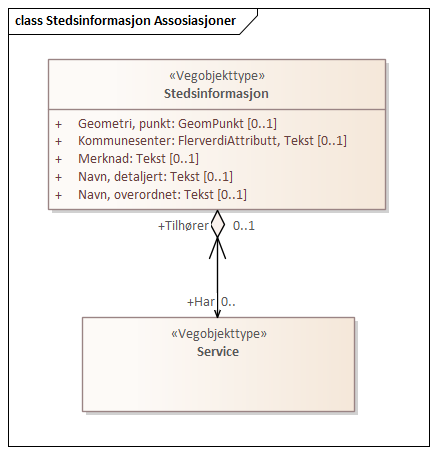 class Stedsinformasjon Assosiasjoner
«Vegobjekttype»
Stedsinformasjon
+ Geometri, punkt: GeomPunkt [0..1]
+ Kommunesenter: FlerverdiAttributt, Tekst [0..1]
+ Merknad: Tekst [0..1]
+ Navn, detaljert: Tekst [0..1]
+ Navn, overordnet: Tekst [0..1]
+Tilhører 0..1
+Har 0..
«Vegobjekttype»
Service